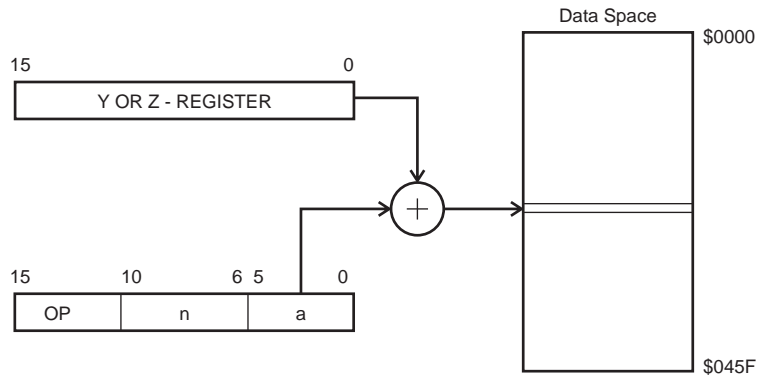 Data Space
$0000
15 0
Y OR Z - REGISTER
+
15 10 6 5 0
OP n a
$045F